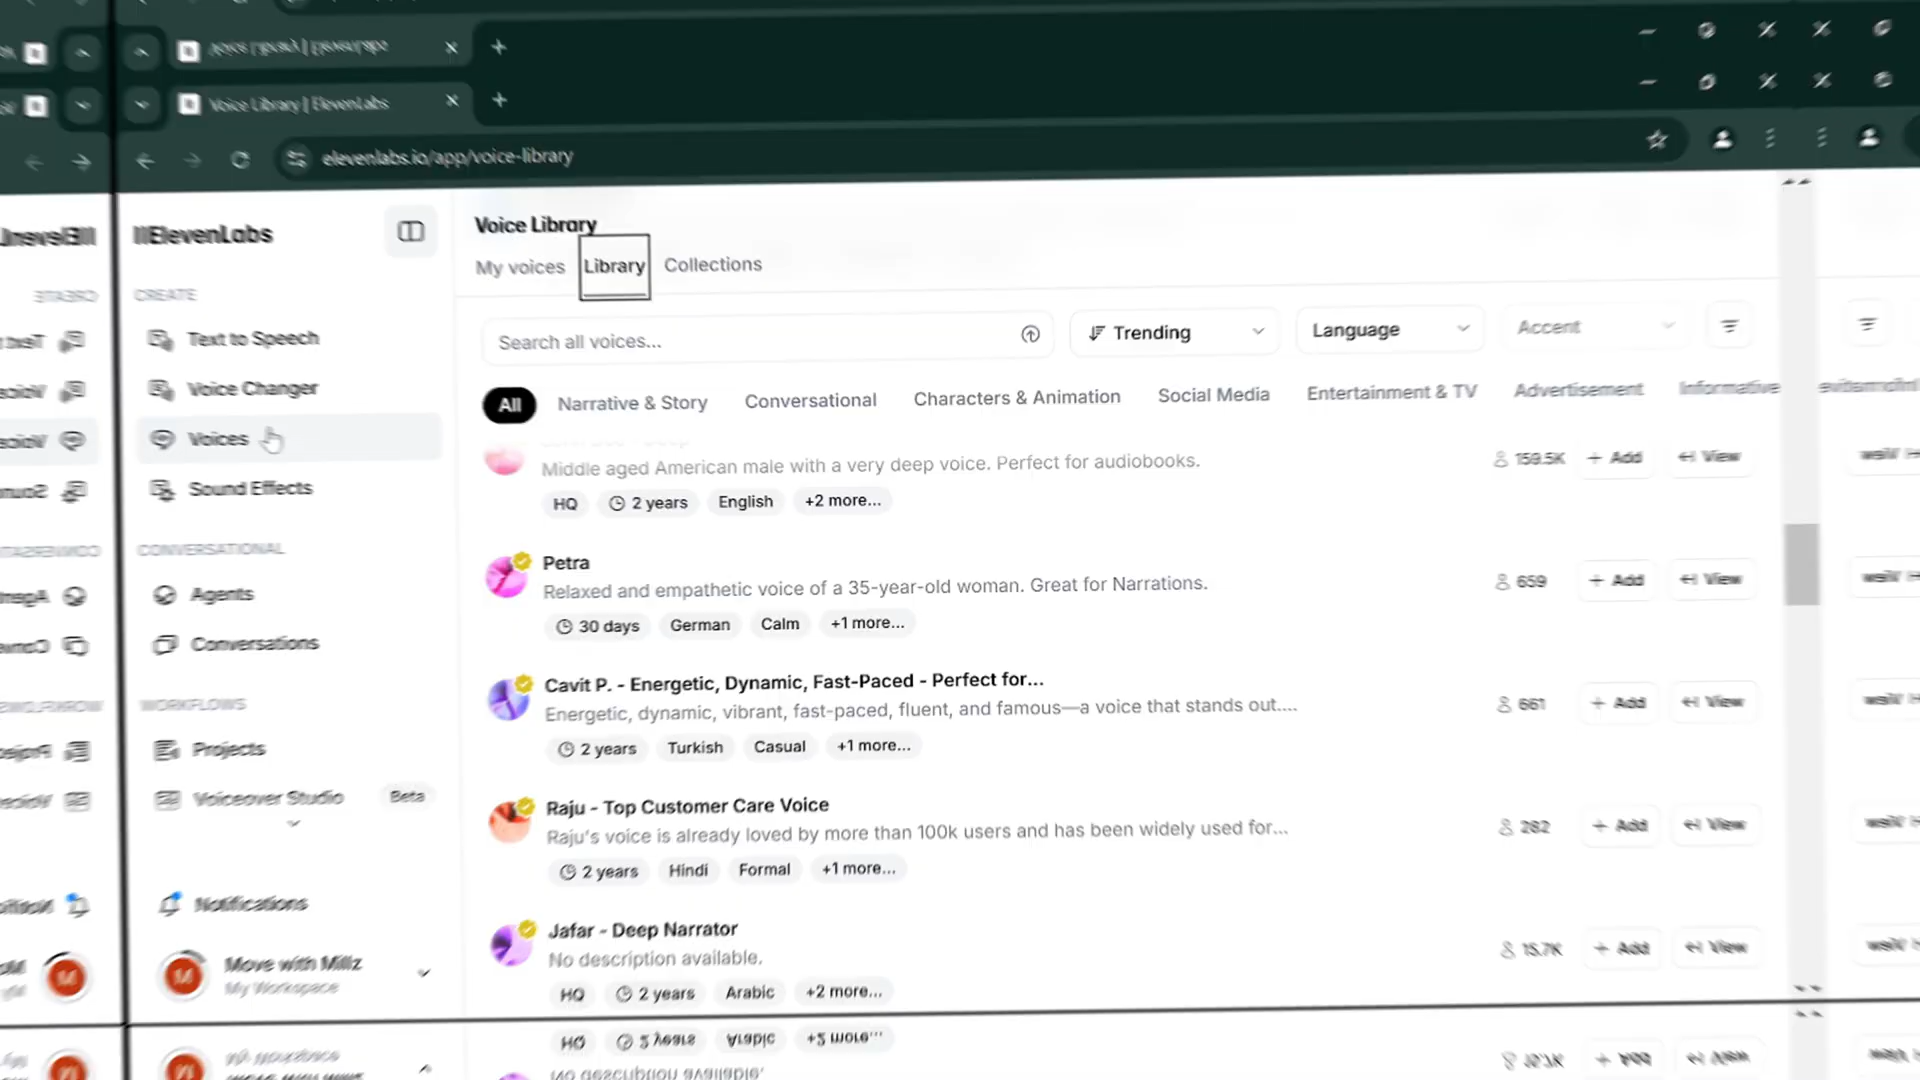 Voice Library | ElevenLabs
elevenlabs.io/app/voice-library
IIElevenLabs
Voice Library
My voices
Library
Collections
CREATE
Text to Speech
Voice Changer
Voices
Sound Effects
CONVERSATIONAL
Agents
Conversations
WORKFLOWS
Projects
Voiceover Studio
Beta
Notifications
M
Move with Millz
My Workspace
Search all voices...
Trending
Language
Accent
All
Narrative & Story
Conversational
Characters & Animation
Social Media
Entertainment & TV
Advertisement
Informative
Middle aged American male with a very deep voice. Perfect for audiobooks.
159.5K
+ Add
View
HQ
2 years
English
+2 more...
Petra
Relaxed and empathetic voice of a 35-year-old woman. Great for Narrations.
659
+ Add
View
30 days
German
Calm
+1 more...
Cavit P. - Energetic, Dynamic, Fast-Paced - Perfect for...
Energetic, dynamic, vibrant, fast-paced, fluent, and famous—a voice that stands out....
661
+ Add
View
2 years
Turkish
Casual
+1 more...
Raju - Top Customer Care Voice
Raju's voice is already loved by more than 100k users and has been widely used for...
282
+ Add
View
2 years
Hindi
Formal
+1 more...
Jafar - Deep Narrator
No description available.
15.7K
+ Add
View
HQ
2 years
Arabic
+2 more...